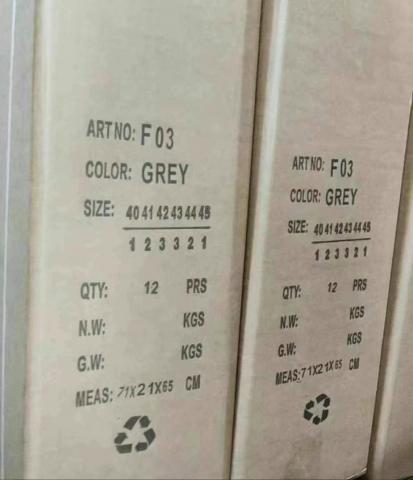 ART NO: F03
COLOR: GREY
SIZE: 40 41 42 43 44 45
1 2 3 3 2 1
QTY: 12 PRS
N.W: KGS
G.W: KGS
MEAS: 71X21X65 CM
ART NO: F03
COLOR: GREY
SIZE: 40 41 42 43 44 45
1 2 3 3 2 1
QTY: 12 PRS
N.W: KGS
G.W: KGS
MEAS: 71X21X65 CM